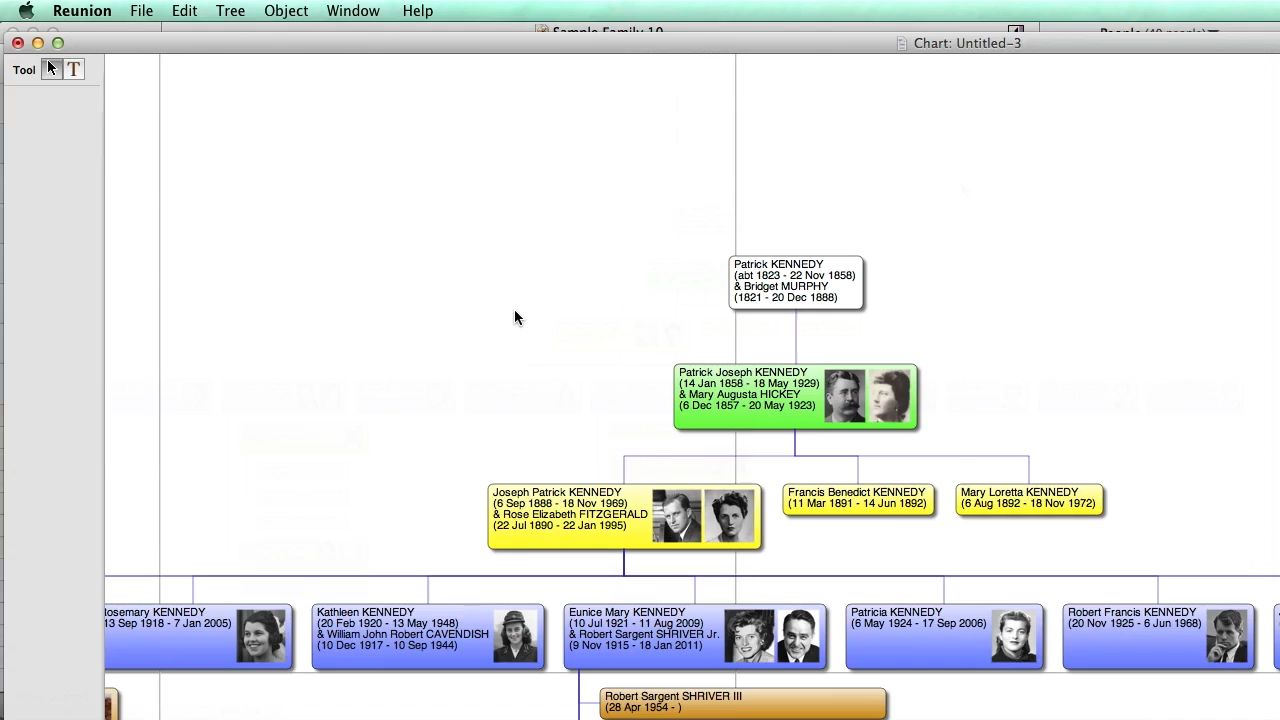 Reunion File Edit Tree Object Window Help
Sample Family 10
People (40 people)
Chart: Untitled-3
Tool T
Patrick KENNEDY
(abt 1823 - 22 Nov 1858)
& Bridget MURPHY
(1821 - 20 Dec 1888)
Patrick Joseph KENNEDY
(14 Jan 1858 - 18 May 1929)
& Mary Augusta HICKEY
(6 Dec 1857 - 20 May 1923)
Joseph Patrick KENNEDY
(6 Sep 1888 - 18 Nov 1969)
& Rose Elizabeth FITZGERALD
(22 Jul 1890 - 22 Jan 1995)
Francis Benedict KENNEDY
(11 Mar 1891 - 14 Jun 1892)
Mary Loretta KENNEDY
(6 Aug 1892 - 18 Nov 1972)
Rosemary KENNEDY
13 Sep 1918 - 7 Jan 2005)
Kathleen KENNEDY
(20 Feb 1920 - 13 May 1948)
& William John Robert CAVENDISH
(10 Dec 1917 - 10 Sep 1944)
Eunice Mary KENNEDY
(10 Jul 1921 - 11 Aug 2009)
& Robert Sargent SHRIVER Jr.
(9 Nov 1915 - 18 Jan 2011)
Patricia KENNEDY
(6 May 1924 - 17 Sep 2006)
Robert Francis KENNEDY
(20 Nov 1925 - 6 Jun 1968)
Robert Sargent SHRIVER III
(28 Apr 1954 - )